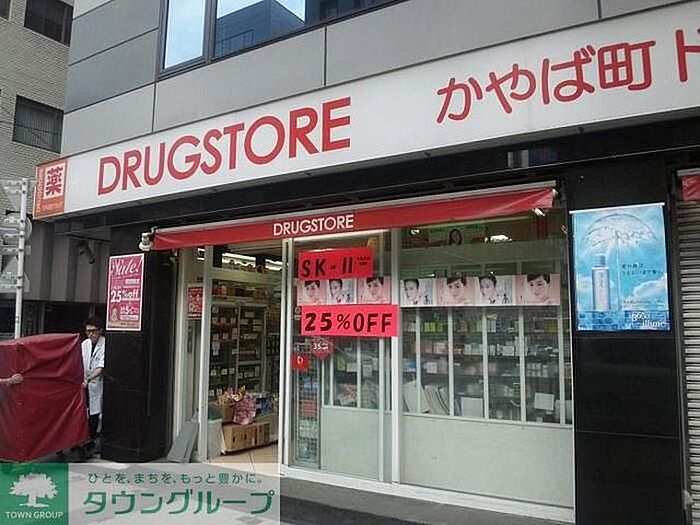 DRUGSTORE かやば町 ド
薬
DRUGSTORE
SK-II
25%OFF
Sale!
25%
ひとを、まちを、もっと豊かに。
タウングループ
TOWN GROUP